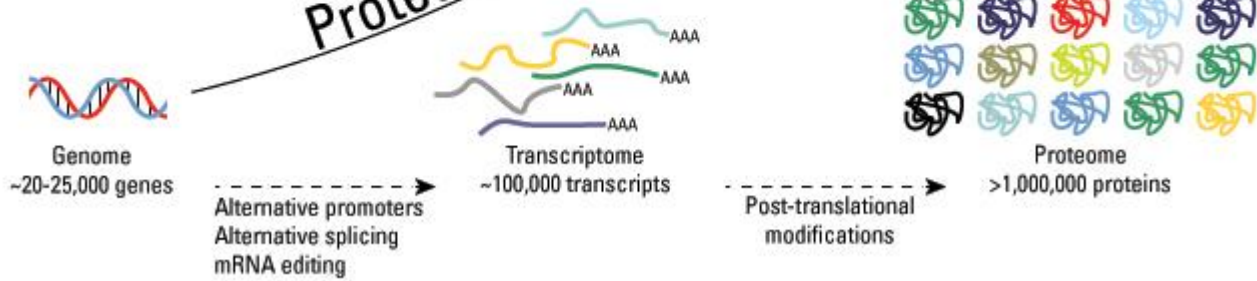 AAA
AAA
AAA
AAA
AAA
Genome
~20-25,000 genes
Alternative promoters
Alternative splicing
mRNA editing
Transcriptome
~100,000 transcripts
Post-translational
modifications
Proteome
>1,000,000 proteins